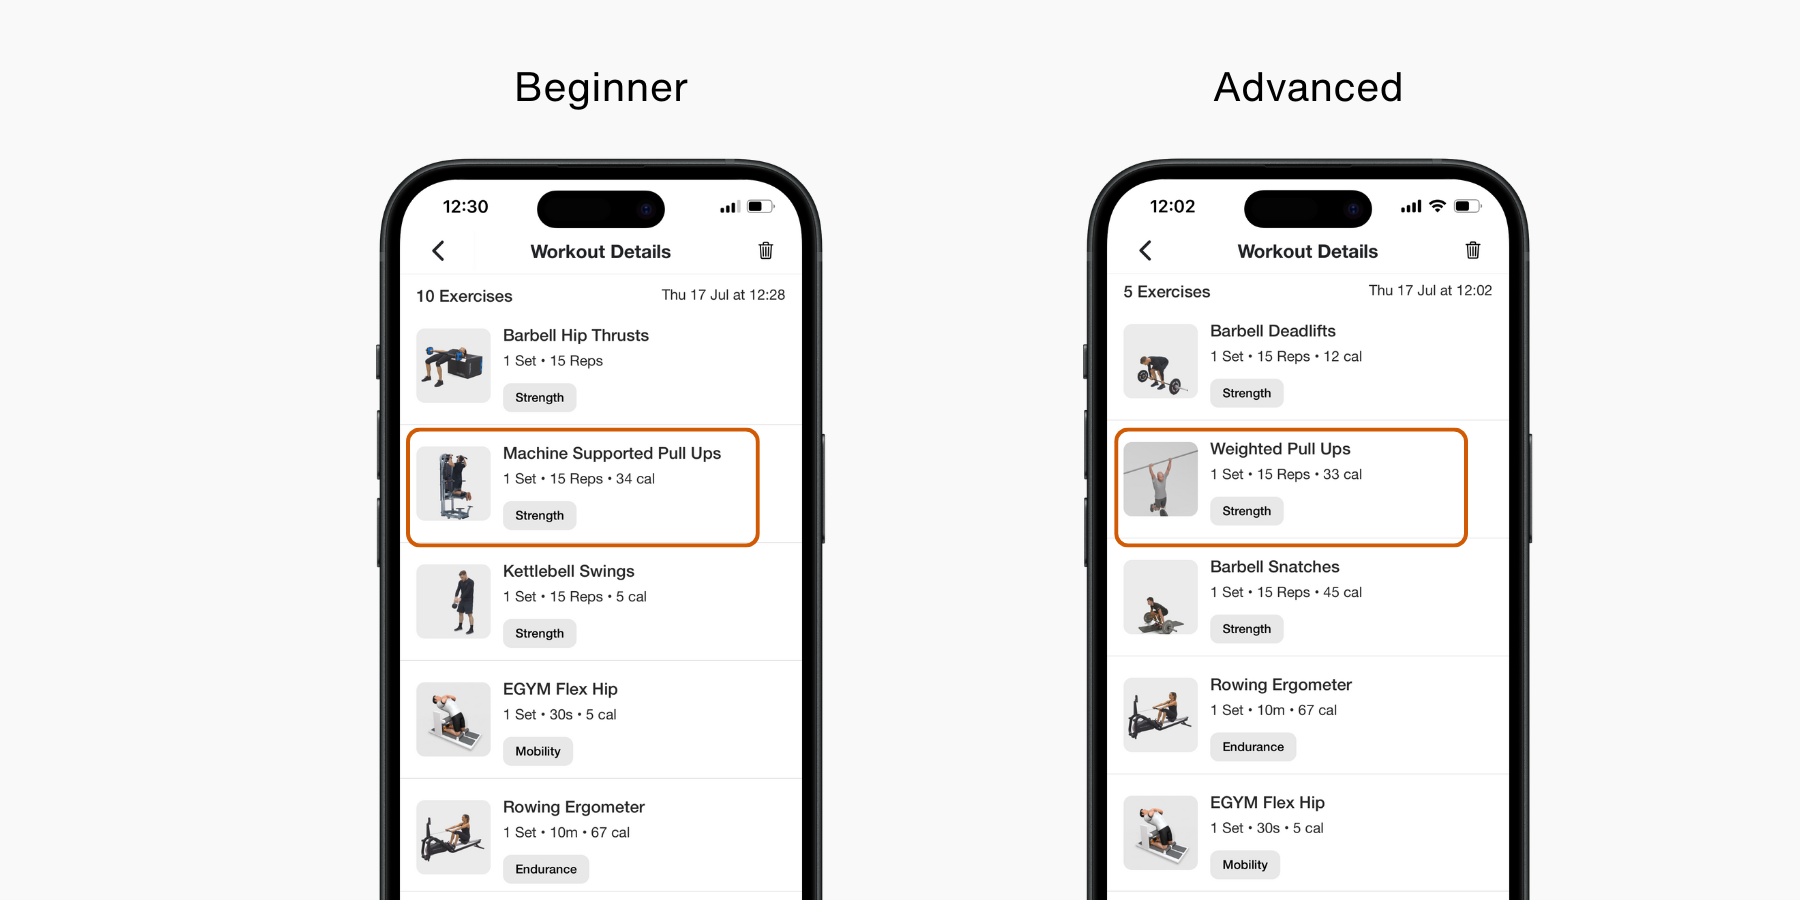 Beginner
12:30
Workout Details
10 Exercises
Thu 17 Jul at 12:28
Barbell Hip Thrusts
1 Set • 15 Reps
Strength
Machine Supported Pull Ups
1 Set • 15 Reps • 34 cal
Strength
Kettlebell Swings
1 Set • 15 Reps • 5 cal
Strength
EGYM Flex Hip
1 Set • 30s • 5 cal
Mobility
Rowing Ergometer
1 Set • 10m • 67 cal
Endurance
Advanced
12:02
Workout Details
5 Exercises
Thu 17 Jul at 12:02
Barbell Deadlifts
1 Set • 15 Reps • 12 cal
Strength
Weighted Pull Ups
1 Set • 15 Reps • 33 cal
Strength
Barbell Snatches
1 Set • 15 Reps • 45 cal
Strength
Rowing Ergometer
1 Set • 10m • 67 cal
Endurance
EGYM Flex Hip
1 Set • 30s • 5 cal
Mobility